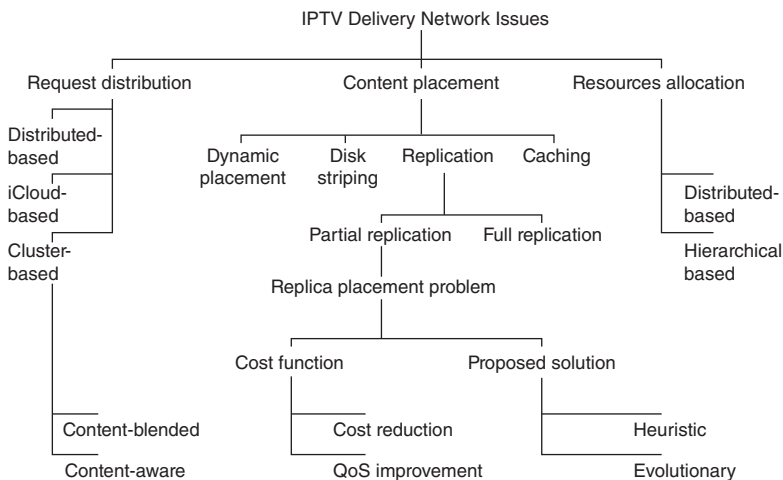 IPTV Delivery Network Issues
Request distribution
Content placement
Resources allocation
Distributed-
based
iCloud-
based
Cluster-
based
Dynamic
placement
Disk
striping
Replication
Caching
Distributed-
based
Hierarchical
based
Partial replication
Full replication
Replica placement problem
Cost function
Proposed solution
Content-blended
Content-aware
Cost reduction
QoS improvement
Heuristic
Evolutionary